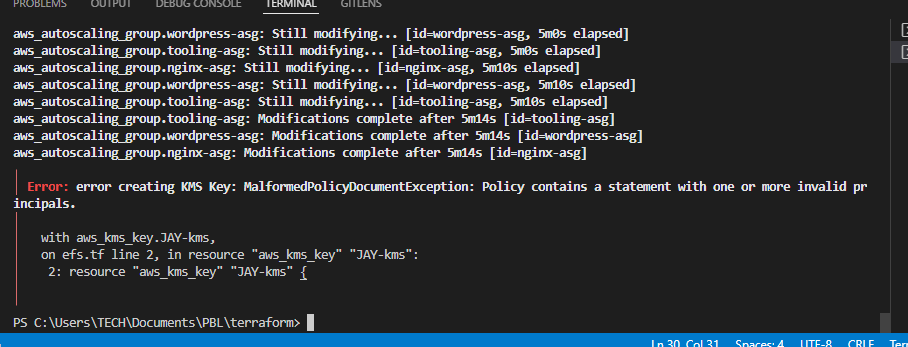 PROBLEMS OUTPUT DEBUG CONSOLE TERMINAL GITLENS
aws_autoscaling_group.wordpress-asg: Still modifying... [id=wordpress-asg, 5m0s elapsed]
aws_autoscaling_group.tooling-asg: Still modifying... [id=tooling-asg, 5m0s elapsed]
aws_autoscaling_group.nginx-asg: Still modifying... [id=nginx-asg, 5m10s elapsed]
aws_autoscaling_group.wordpress-asg: Still modifying... [id=wordpress-asg, 5m10s elapsed]
aws_autoscaling_group.tooling-asg: Still modifying... [id=tooling-asg, 5m10s elapsed]
aws_autoscaling_group.tooling-asg: Modifications complete after 5m14s [id=tooling-asg]
aws_autoscaling_group.wordpress-asg: Modifications complete after 5m14s [id=wordpress-asg]
aws_autoscaling_group.nginx-asg: Modifications complete after 5m14s [id=nginx-asg]
Error: error creating KMS Key: MalformedPolicyDocumentException: Policy contains a statement with one or more invalid pr
incipals.
with aws_kms_key.JAY-kms,
on efs.tf line 2, in resource "aws_kms_key" "JAY-kms":
2: resource "aws_kms_key" "JAY-kms" {
PS C:\Users\TECH\Documents\PBL\terraform>
Ln 30, Col 31 Spaces: 4 UTF-8 CRLF